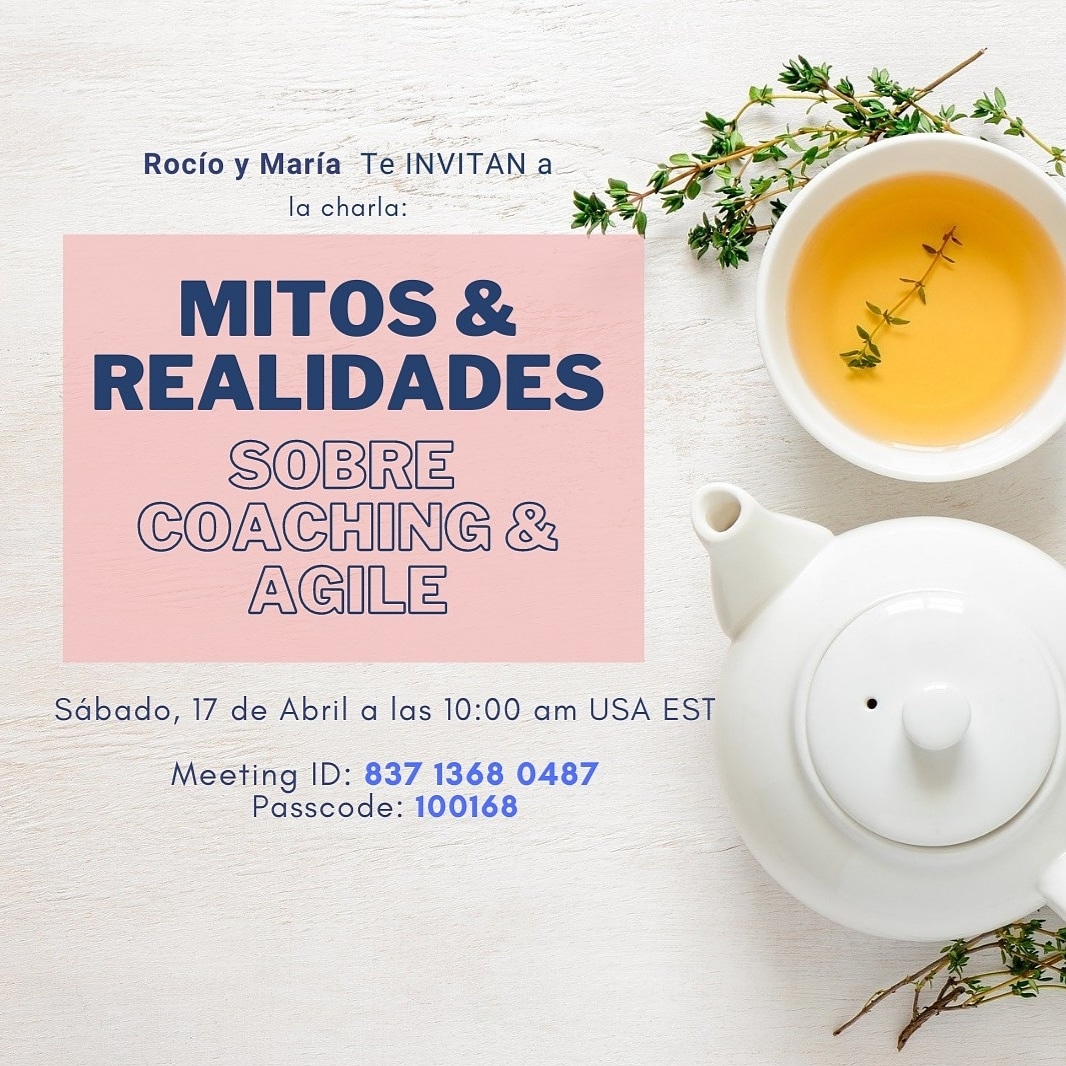 Rocío y María Te INVITAN a
la charla:
MITOS &
REALIDADES
SOBRE
COACHING &
AGILE
Sábado, 17 de Abril a las 10:00 am USA EST
Meeting ID: 837 1368 0487
Passcode: 100168